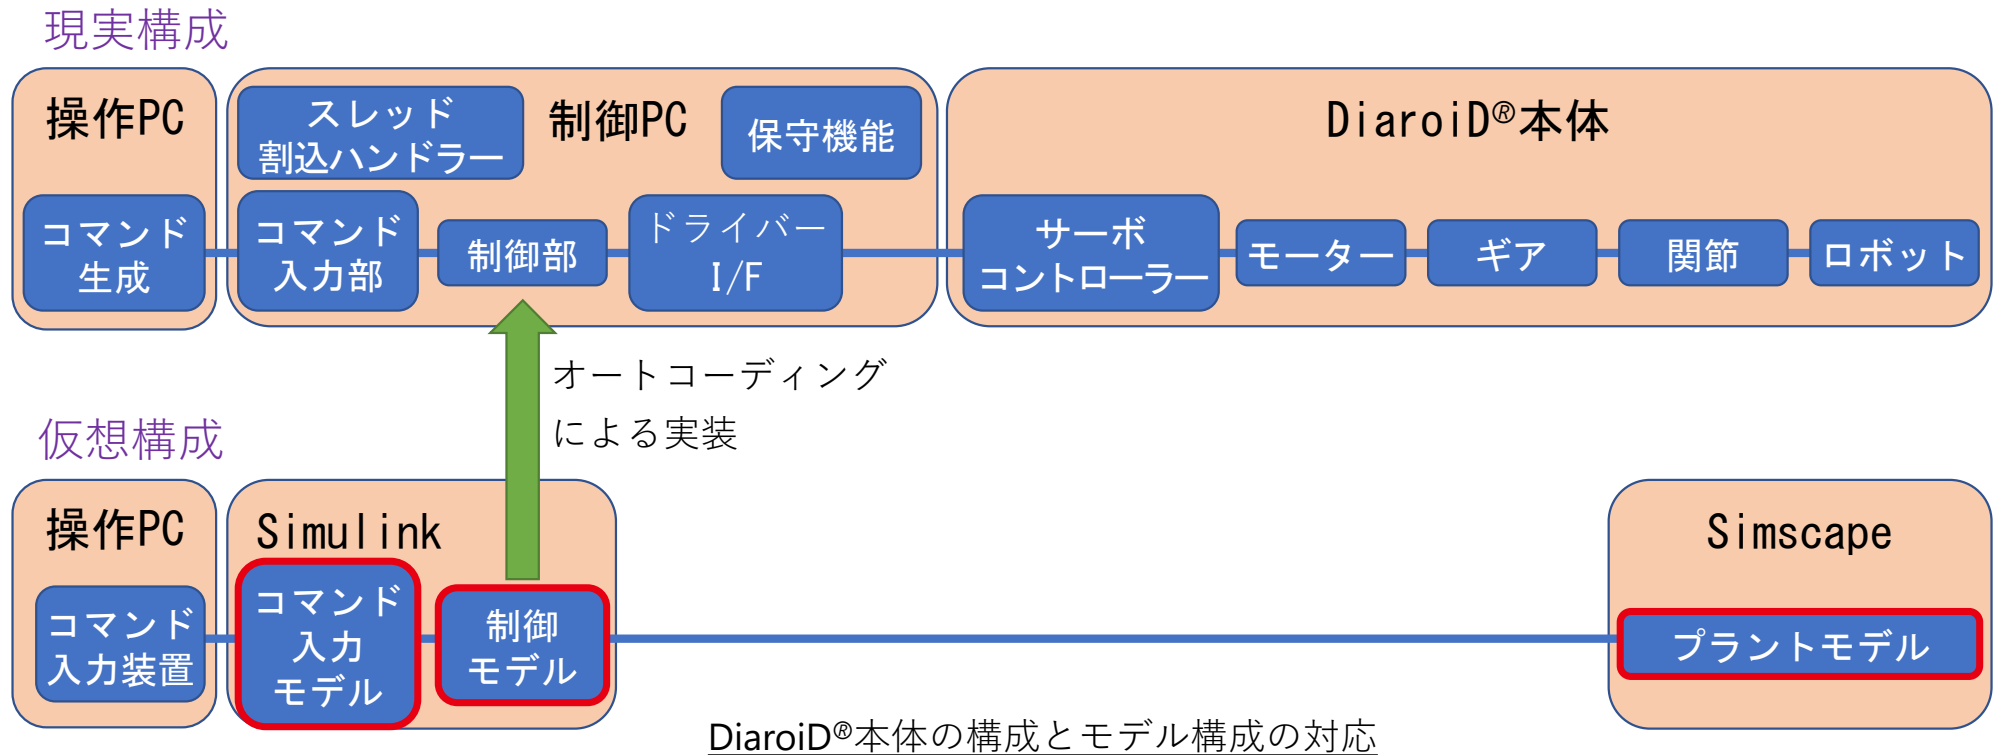 現実構成
操作PC
スレッド
割込ハンドラー
制御PC
保守機能
DiaroiD®本体
コマンド
生成
コマンド
入力部
制御部
ドライバー
I/F
サーボ
コントローラー
モーター
ギア
関節
ロボット
オートコーディング
による実装
仮想構成
操作PC
Simulink
Simscape
コマンド
入力装置
コマンド
入力
モデル
制御
モデル
プラントモデル
DiaroiD®本体の構成とモデル構成の対応